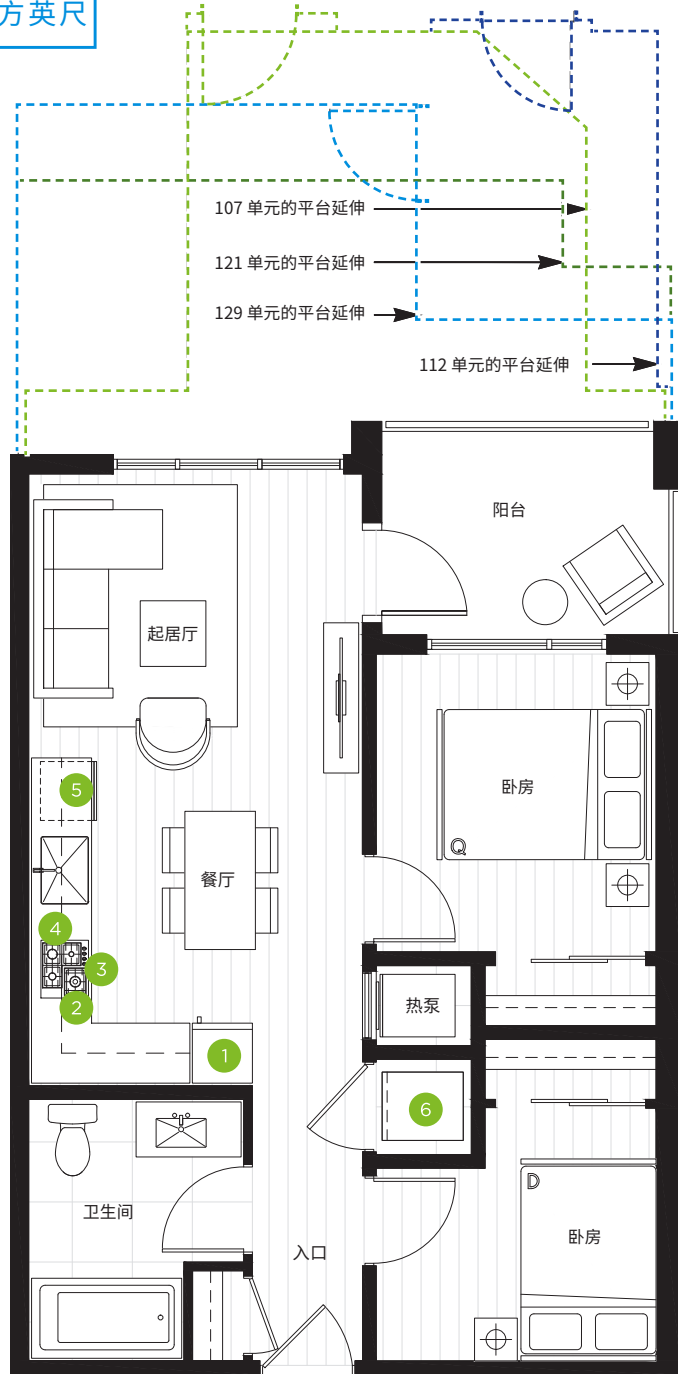 方英尺
107 单元的平台延伸
121 单元的平台延伸
129 单元的平台延伸
112 单元的平台延伸
阳台
起居厅
5
卧房
Q
餐厅
4
3
2
热泵
1
6
D
卫生间
卧房
入口